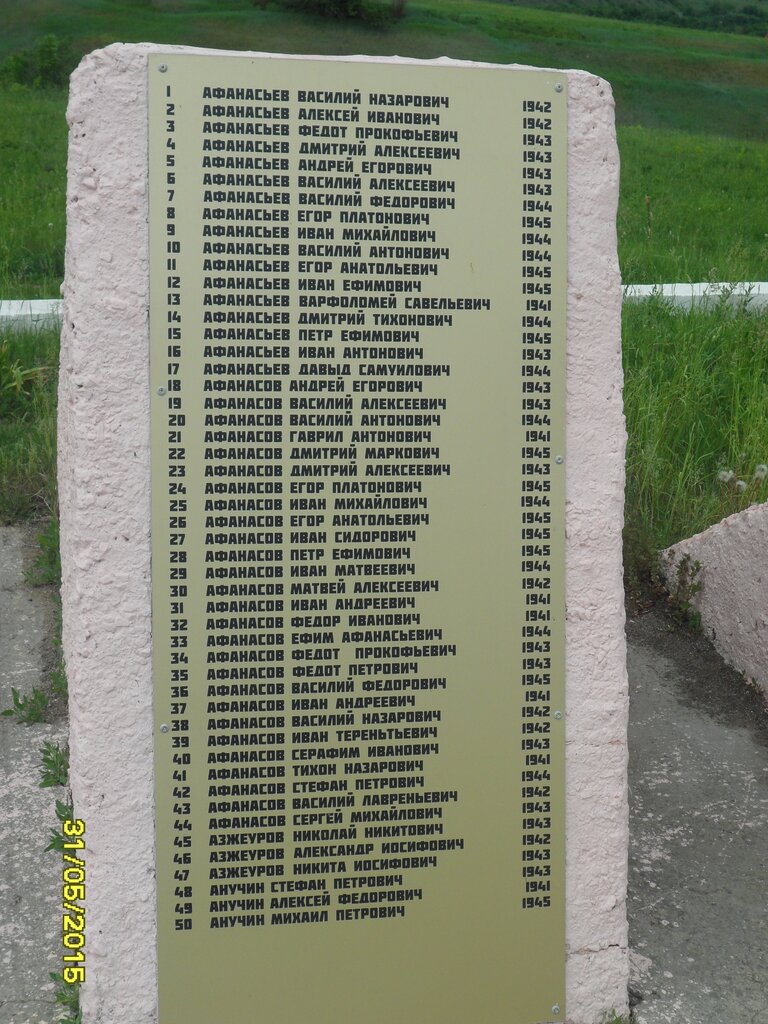 1 АФАНАСЬЕВ ВАСИЛИЙ НАЗАРОВИЧ 1942
2 АФАНАСЬЕВ АЛЕКСЕЙ ИВАНОВИЧ 1942
3 АФАНАСЬЕВ ФЕДОТ ПРОКОФЬЕВИЧ 1943
4 АФАНАСЬЕВ ДМИТРИЙ АЛЕКСЕЕВИЧ 1943
5 АФАНАСЬЕВ АНДРЕЙ ЕГОРОВИЧ 1943
6 АФАНАСЬЕВ ВАСИЛИЙ АЛЕКСЕЕВИЧ 1943
7 АФАНАСЬЕВ ВАСИЛИЙ ФЕДОРОВИЧ 1944
8 АФАНАСЬЕВ ЕГОР ПЛАТОНОВИЧ 1945
9 АФАНАСЬЕВ ИВАН МИХАЙЛОВИЧ 1944
10 АФАНАСЬЕВ ВАСИЛИЙ АНТОНОВИЧ 1944
11 АФАНАСЬЕВ ЕГОР АНАТОЛЬЕВИЧ 1945
12 АФАНАСЬЕВ ИВАН ЕФИМОВИЧ 1945
13 АФАНАСЬЕВ ВАРФОЛОМЕЙ САВЕЛЬЕВИЧ 1941
14 АФАНАСЬЕВ ДМИТРИЙ ТИХОНОВИЧ 1944
15 АФАНАСЬЕВ ПЕТР ЕФИМОВИЧ 1945
16 АФАНАСЬЕВ ИВАН АНТОНОВИЧ 1943
17 АФАНАСЬЕВ ДАВЫД САМУИЛОВИЧ 1944
18 АФАНАСОВ АНДРЕЙ ЕГОРОВИЧ 1943
19 АФАНАСОВ ВАСИЛИЙ АЛЕКСЕЕВИЧ 1943
20 АФАНАСОВ ВАСИЛИЙ АНТОНОВИЧ 1944
21 АФАНАСОВ ГАВРИЛ АНТОНОВИЧ 1941
22 АФАНАСОВ ДМИТРИЙ МАРКОВИЧ 1945
23 АФАНАСОВ ДМИТРИЙ АЛЕКСЕЕВИЧ 1943
24 АФАНАСОВ ЕГОР ПЛАТОНОВИЧ 1945
25 АФАНАСОВ ИВАН МИХАЙЛОВИЧ 1944
26 АФАНАСОВ ЕГОР АНАТОЛЬЕВИЧ 1945
27 АФАНАСОВ ИВАН СИДОРОВИЧ 1945
28 АФАНАСОВ ПЕТР ЕФИМОВИЧ 1945
29 АФАНАСОВ ИВАН МАТВЕЕВИЧ 1944
30 АФАНАСОВ МАТВЕЙ АЛЕКСЕЕВИЧ 1942
31 АФАНАСОВ ИВАН АНДРЕЕВИЧ 1941
32 АФАНАСОВ ФЕДОР ИВАНОВИЧ 1941
33 АФАНАСОВ ЕФИМ АФАНАСЬЕВИЧ 1944
34 АФАНАСОВ ФЕДОТ ПРОКОФЬЕВИЧ 1943
35 АФАНАСОВ ФЕДОТ ПЕТРОВИЧ 1943
36 АФАНАСОВ ВАСИЛИЙ ФЕДОРОВИЧ 1945
37 АФАНАСОВ ИВАН АНДРЕЕВИЧ 1941
38 АФАНАСОВ ВАСИЛИЙ НАЗАРОВИЧ 1942
39 АФАНАСОВ ИВАН ТЕРЕНЬТЬЕВИЧ 1942
40 АФАНАСОВ СЕРАФИМ ИВАНОВИЧ 1943
41 АФАНАСОВ ТИХОН НАЗАРОВИЧ 1941
42 АФАНАСОВ СТЕФАН ПЕТРОВИЧ 1944
43 АФАНАСОВ ВАСИЛИЙ ЛАВРЕНЬЕВИЧ 1942
44 АФАНАСОВ СЕРГЕЙ МИХАЙЛОВИЧ 1943
45 АЗЖЕУРОВ НИКОЛАЙ НИКИТОВИЧ 1943
46 АЗЖЕУРОВ АЛЕКСАНДР ИОСИФОВИЧ 1942
47 АЗЖЕУРОВ НИКИТА ИОСИФОВИЧ 1943
48 АНУЧИН СТЕФАН ПЕТРОВИЧ 1943
49 АНУЧИН АЛЕКСЕЙ ФЕДОРОВИЧ 1941
50 АНУЧИН МИХАИЛ ПЕТРОВИЧ 1945
31/05/2015